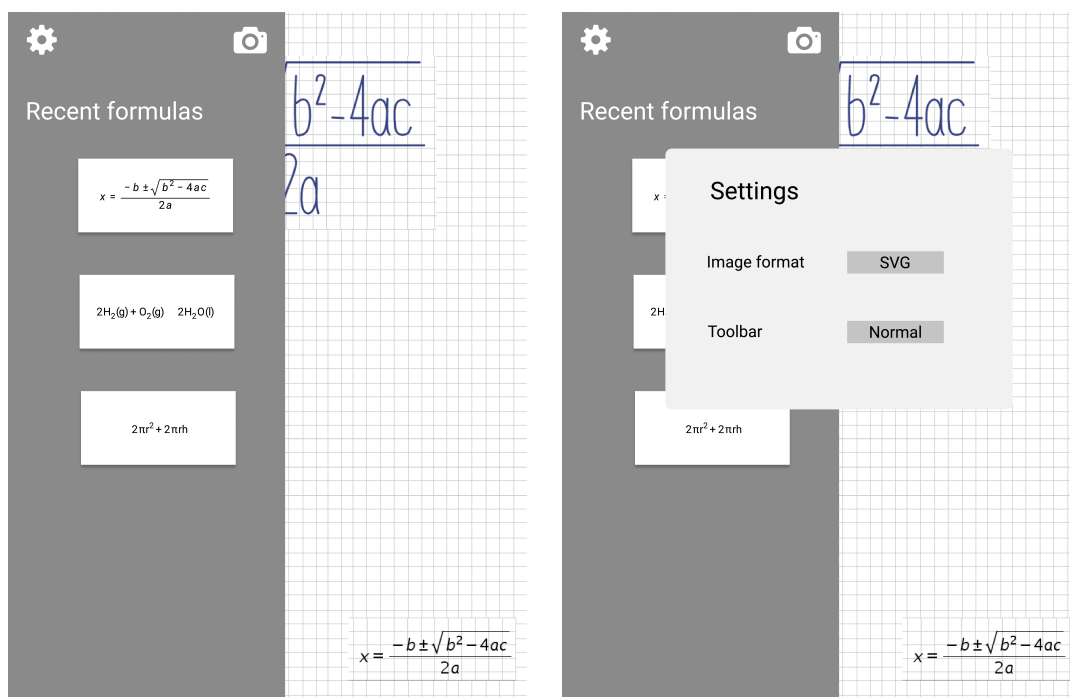 Recent formulas
x = −b ± √b² − 4ac / 2a
2H₂(g) + O₂(g) 2H₂O(l)
2πr² + 2πrh
b² − 4ac
2a
x = −b ± √b² − 4ac / 2a
Recent formulas
b² − 4ac
x =
2H
2πr² + 2πrh
Settings
Image format SVG
Toolbar Normal
x = −b ± √b² − 4ac / 2a